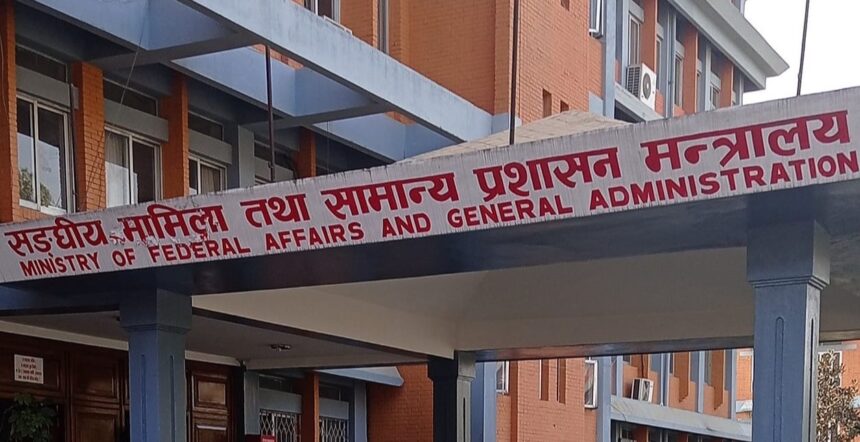 सङ्घीय मामिला तथा सामान्य प्रशासन मन्त्रालय
MINISTRY OF FEDERAL AFFAIRS AND GENERAL ADMINISTRATION